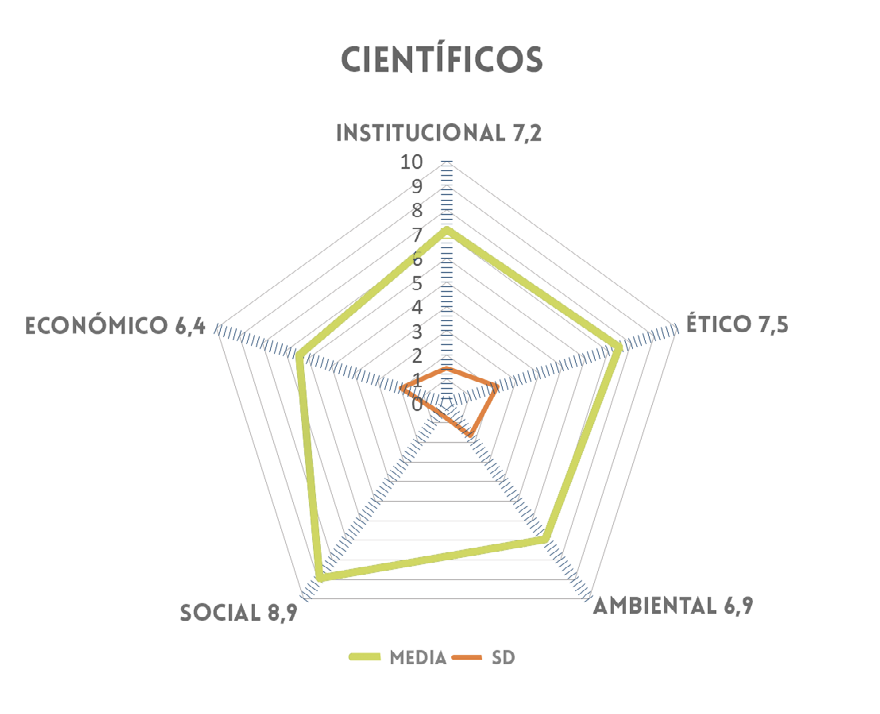 CIENTÍFICOS
INSTITUCIONAL 7,2
10
9
8
7
6
5
4
3
2
1
0
ECONÓMICO 6,4
ÉTICO 7,5
SOCIAL 8,9
AMBIENTAL 6,9
MEDIA
SD